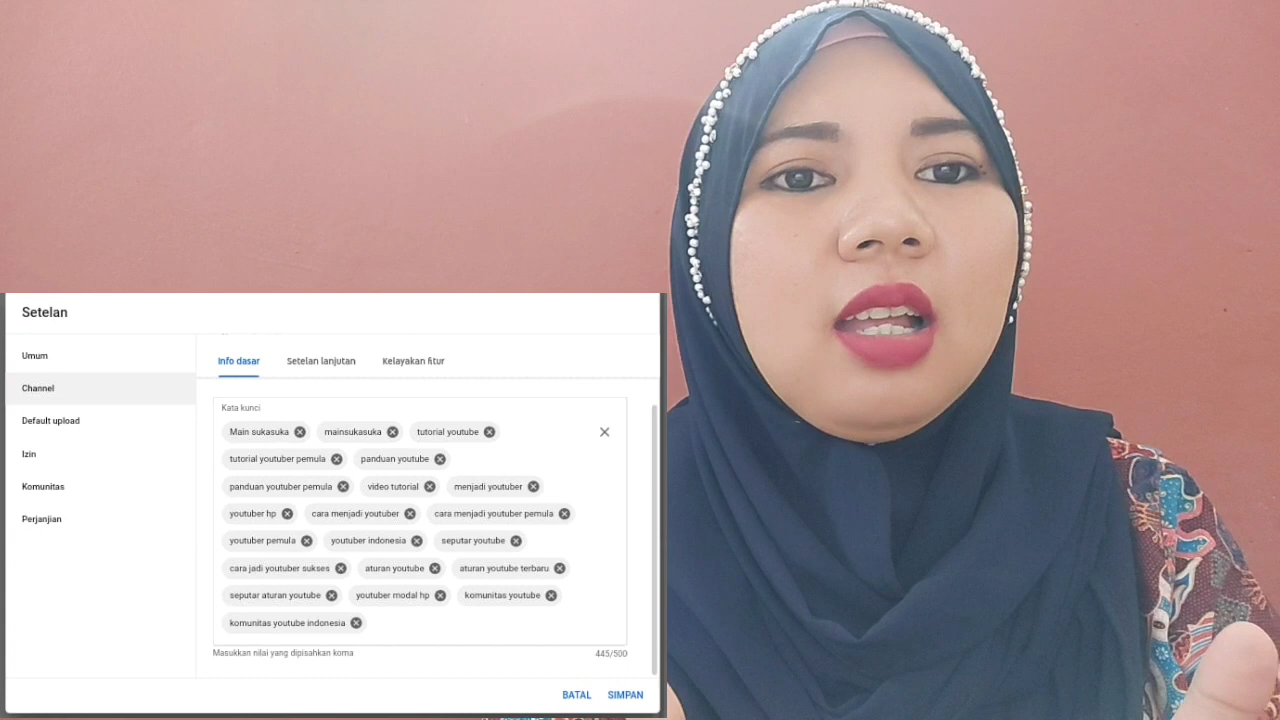 Setelan
Umum
Channel
Default upload
Izin
Komunitas
Perjanjian
Info dasar Setelan lanjutan Kelayakan fitur
Kata kunci
Main sukasuka mainsukasuka tutorial youtube
tutorial youtuber pemula panduan youtube
panduan youtuber pemula video tutorial menjadi youtuber
youtuber hp cara menjadi youtuber cara menjadi youtuber pemula
youtuber pemula youtuber indonesia seputar youtube
cara jadi youtuber sukses aturan youtube aturan youtube terbaru
seputar aturan youtube youtuber modal hp komunitas youtube
komunitas youtube indonesia
Masukkan nilai yang dipisahkan koma 445/500
BATAL SIMPAN